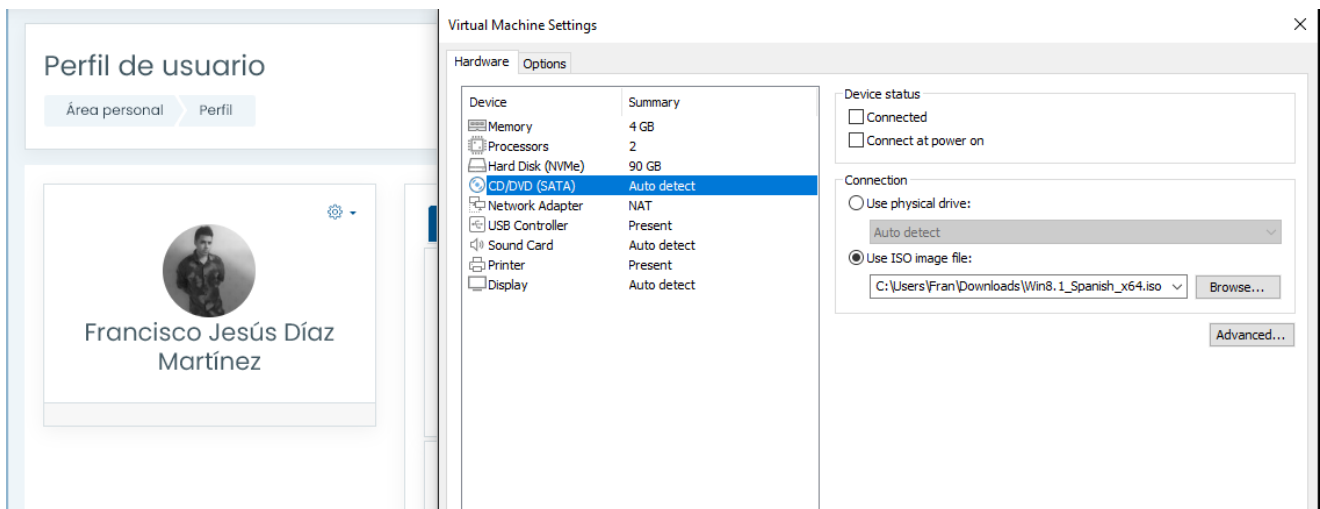 Perfil de usuario
Área personal Perfil
Francisco Jesús Díaz
Martínez
Virtual Machine Settings
Hardware Options
Device Summary
Memory 4 GB
Processors 2
Hard Disk (NVMe) 90 GB
CD/DVD (SATA) Auto detect
Network Adapter NAT
USB Controller Present
Sound Card Auto detect
Printer Present
Display Auto detect
Device status
Connected
Connect at power on
Connection
Use physical drive:
Auto detect
Use ISO image file:
C:\Users\Fran\Downloads\Win8.1_Spanish_x64.iso Browse...
Advanced...